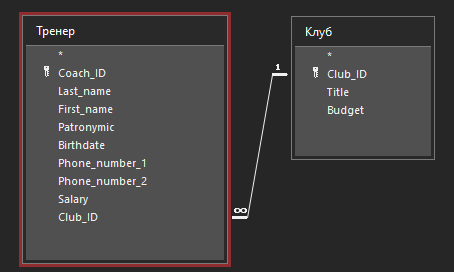 Тренер
*
Coach_ID
Last_name
First_name
Patronymic
Birthdate
Phone_number_1
Phone_number_2
Salary
Club_ID
∞
1
Клуб
*
Club_ID
Title
Budget